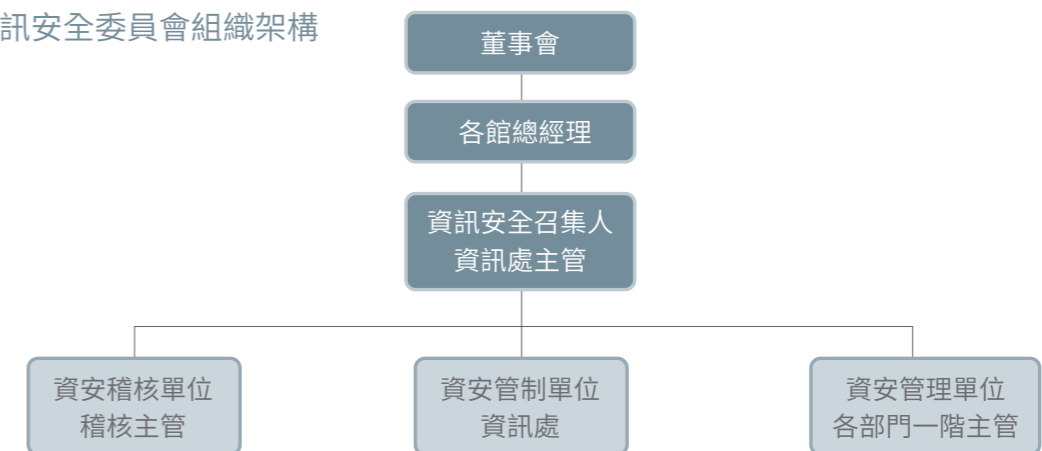 訊安全委員會組織架構
董事會
各館總經理
資訊安全召集人
資訊處主管
資安稽核單位
稽核主管
資安管制單位
資訊處
資安管理單位
各部門一階主管